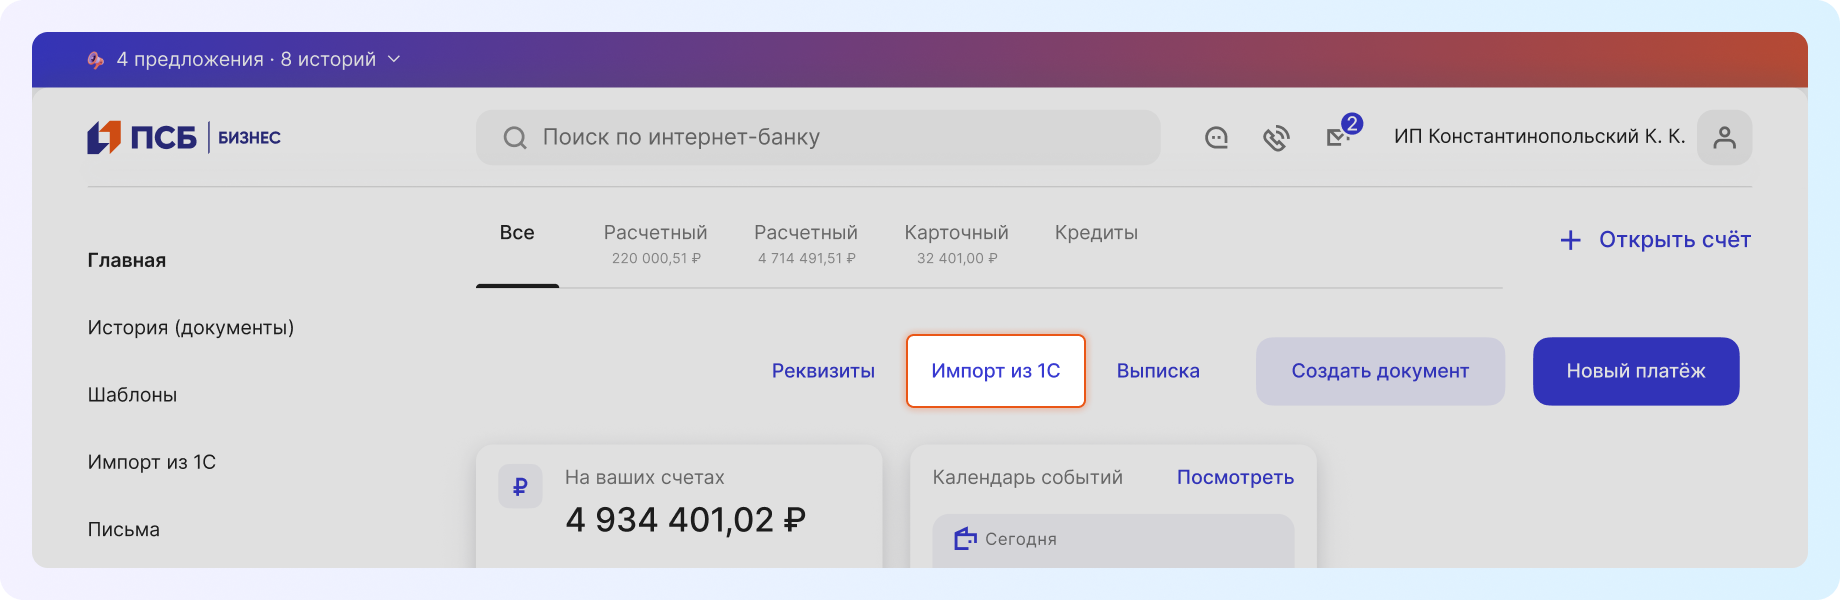 4 предложения · 8 историй
ПСБ БИЗНЕС
Поиск по интернет-банку
2
ИП Константинопольский К. К.
Все
Расчетный
220 000,51 ₽
Расчетный
4 714 491,51 ₽
Карточный
32 401,00 ₽
Кредиты
+ Открыть счёт
Главная
История (документы)
Шаблоны
Импорт из 1С
Письма
Реквизиты
Импорт из 1С
Выписка
Создать документ
Новый платёж
₽
На ваших счетах
4 934 401,02 ₽
Календарь событий
Посмотреть
Сегодня